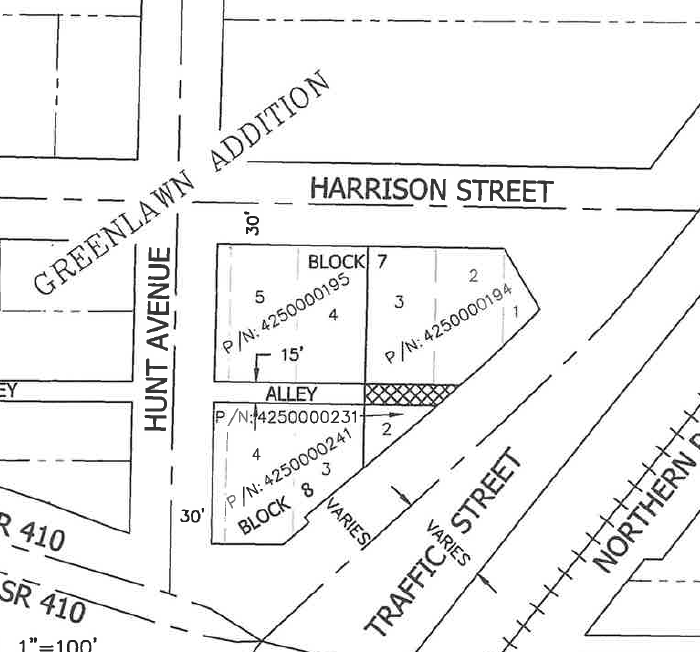 GREENLAWN ADDITION
HARRISON STREET
30'
HUNT AVENUE
BLOCK 7
5
4
3
2
1
P/N: 4250000195
P/N: 4250000194
15'
EY
ALLEY
P/N: 4250000231
2
4
3
P/N: 4250000241
BLOCK 8
30'
VARIES
VARIES
TRAFFIC STREET
NORTHERN
R 410
SR 410
1"=100'